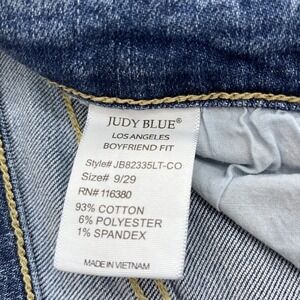 JUDY BLUE®
LOS ANGELES
BOYFRIEND FIT
Style# JB82335LT-CO
Size# 9/29
RN# 116380
93% COTTON
6% POLYESTER
1% SPANDEX
MADE IN VIETNAM